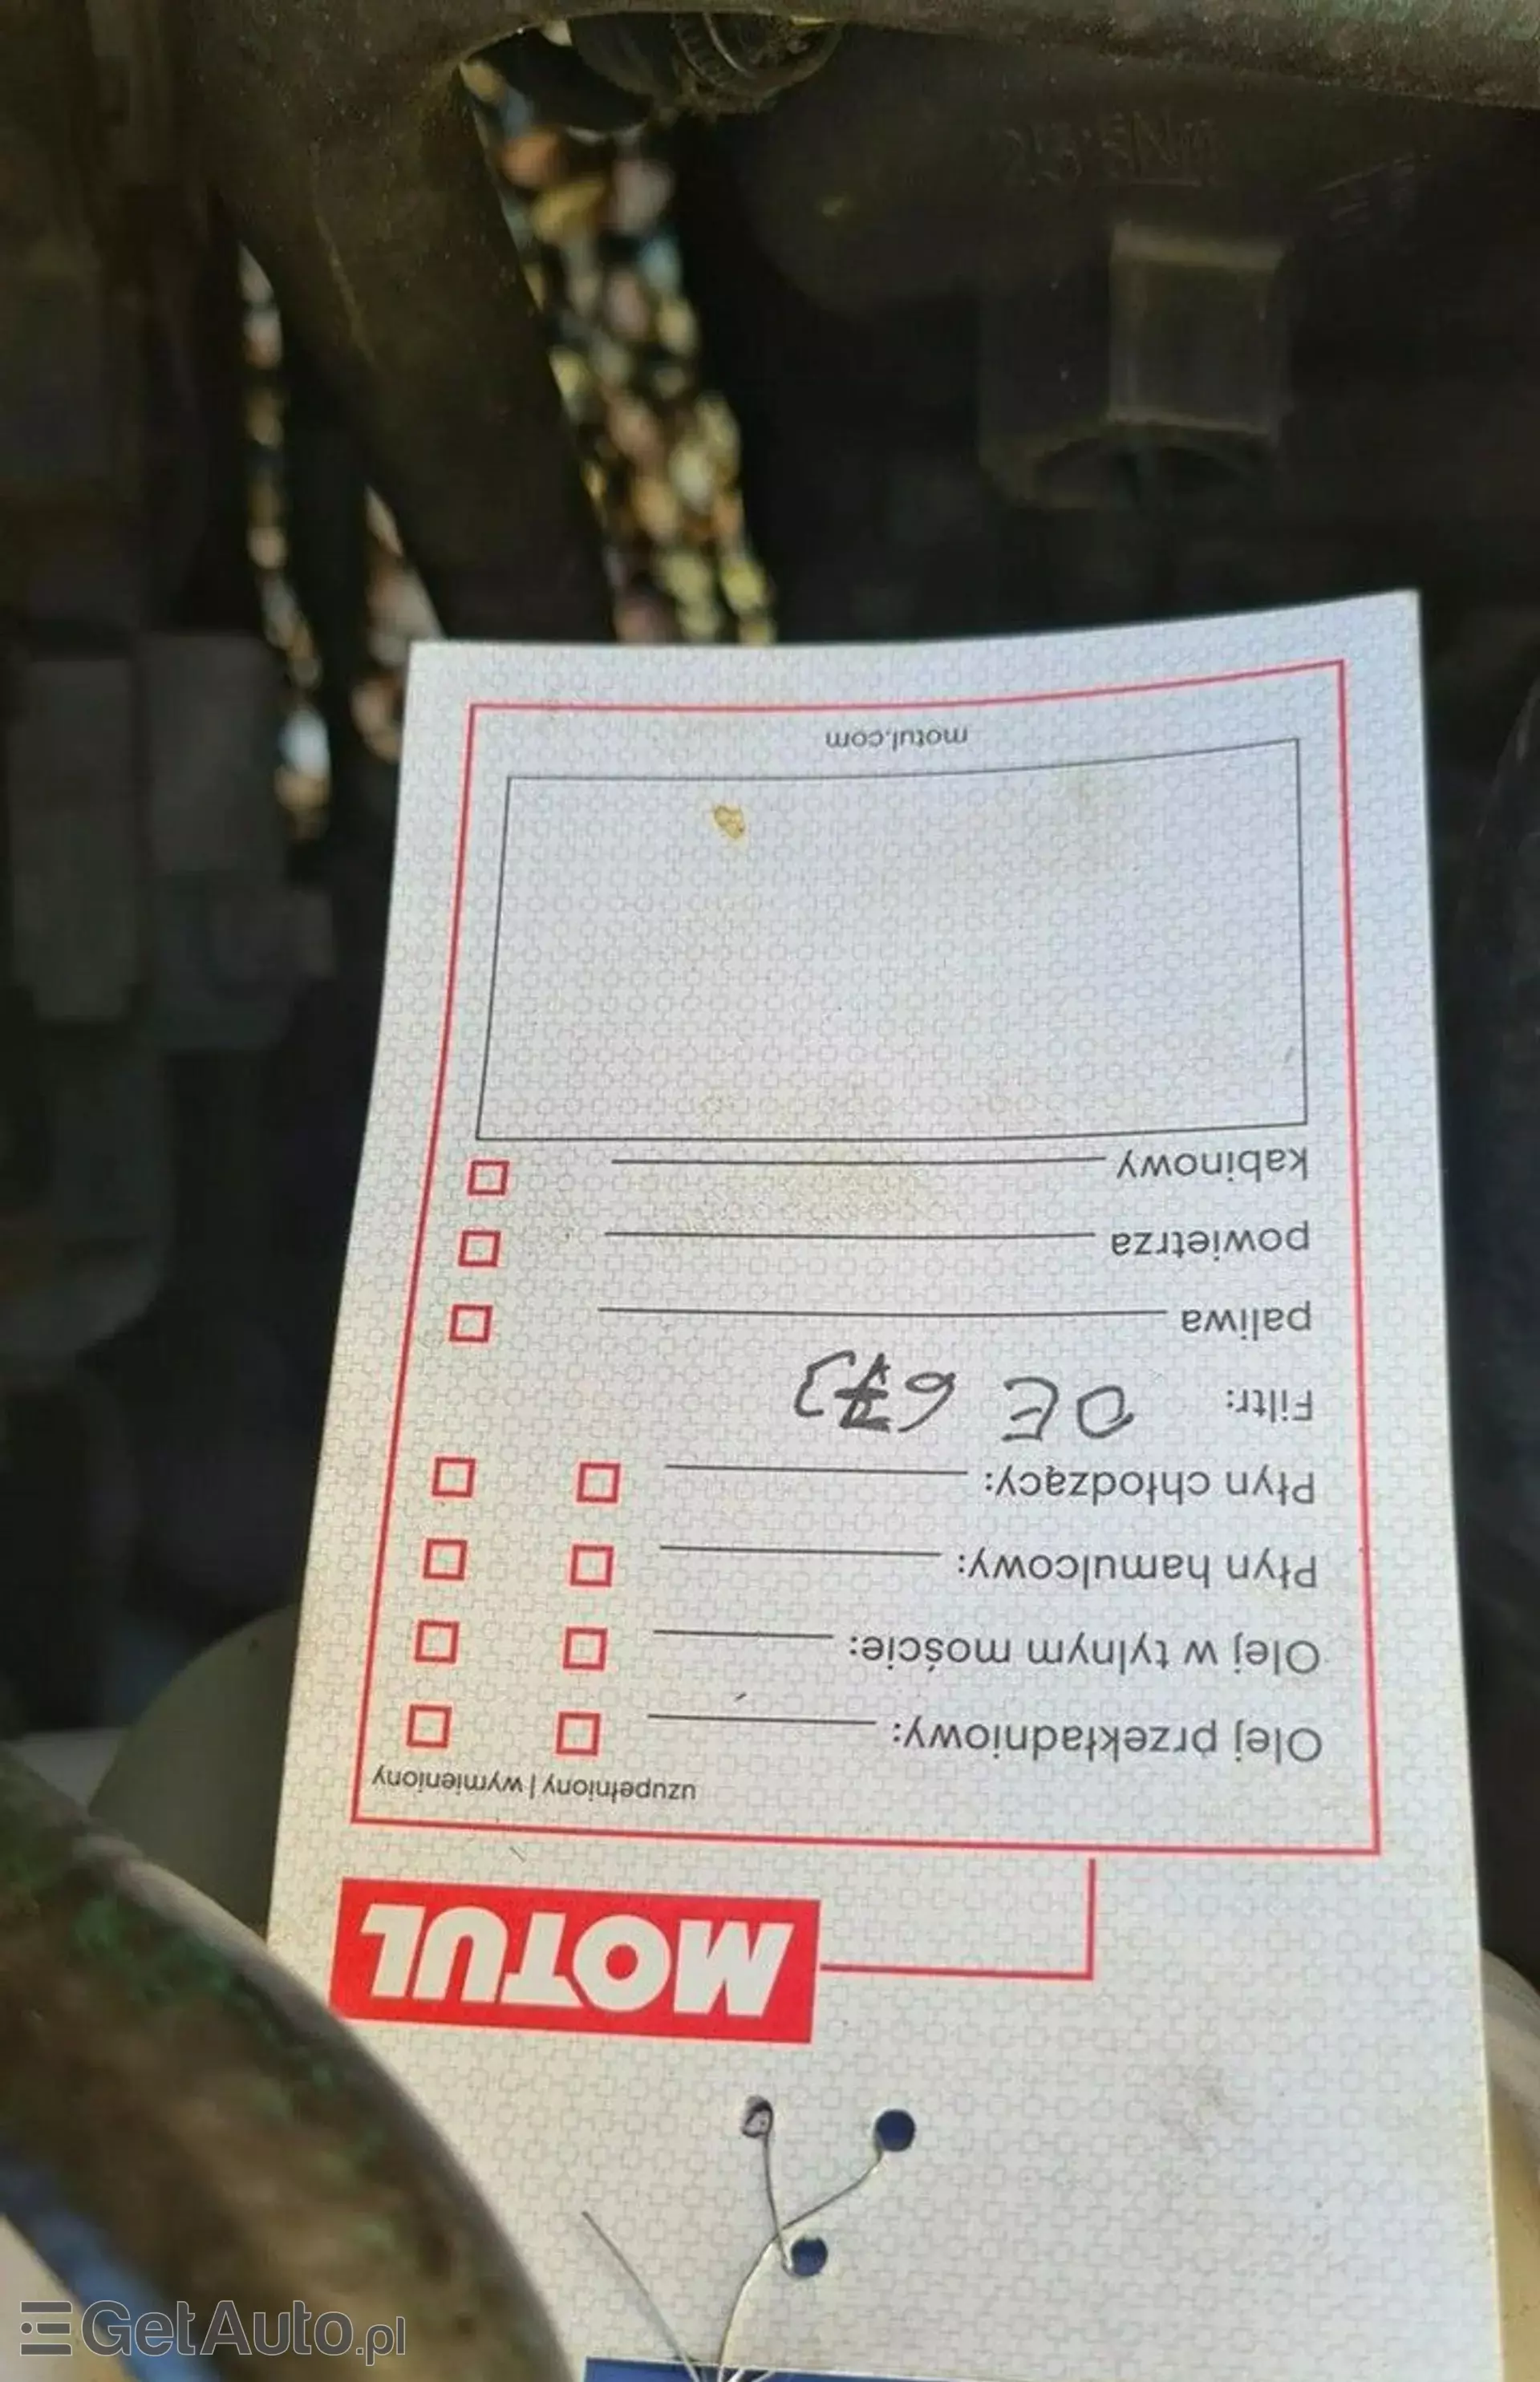 MOTUL
uzupełniony | wymieniony
Olej przekładniowy:
Olej w tylnym moście:
Płyn hamulcowy:
Płyn chłodzący:
Filtr: OE 673
paliwa
powietrza
kabinowy
motul.com
GetAuto.pl